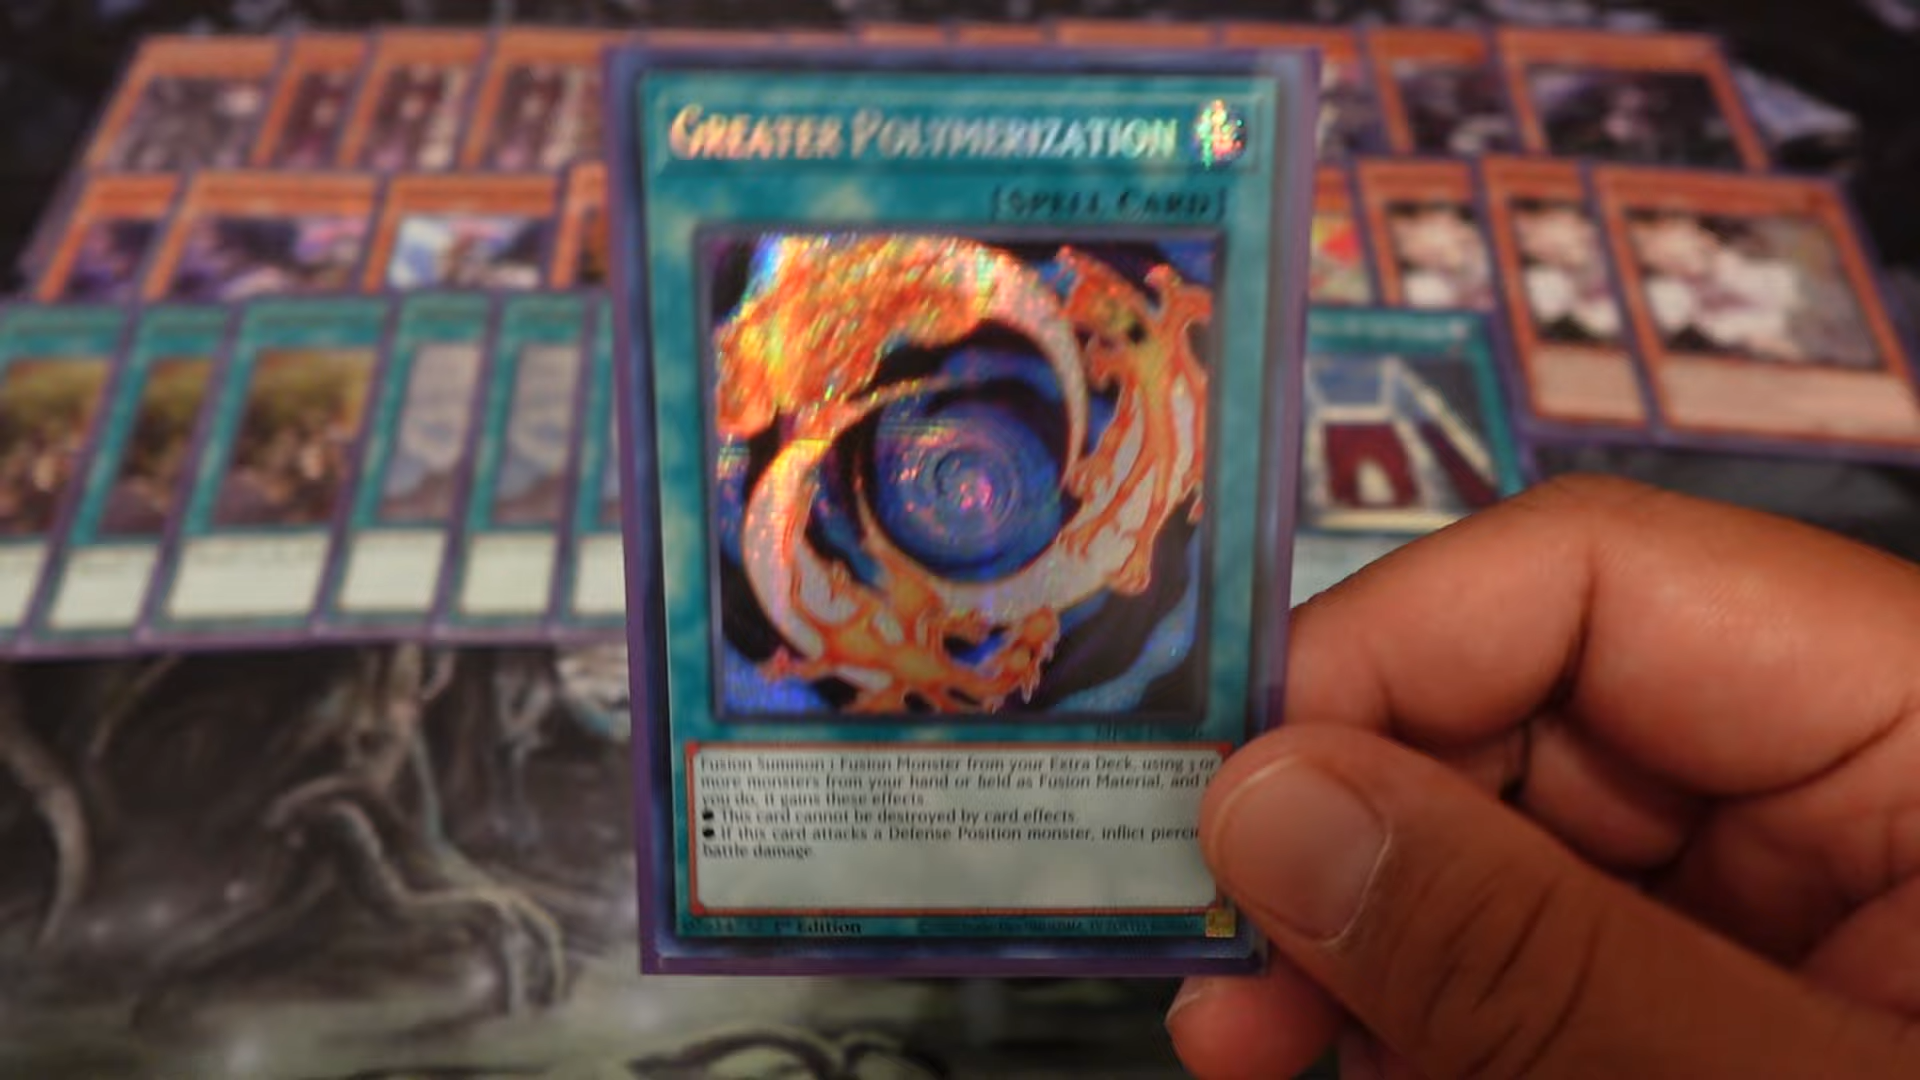 GREATER POLYMERIZATION
[SPELL CARD]
Fusion Summon 1 Fusion Monster from your Extra Deck, using 3 or
more monsters from your hand or field as Fusion Material, and
you do, it gains these effects.
● This card cannot be destroyed by card effects.
● If this card attacks a Defense Position monster, inflict
battle damage.
1st Edition